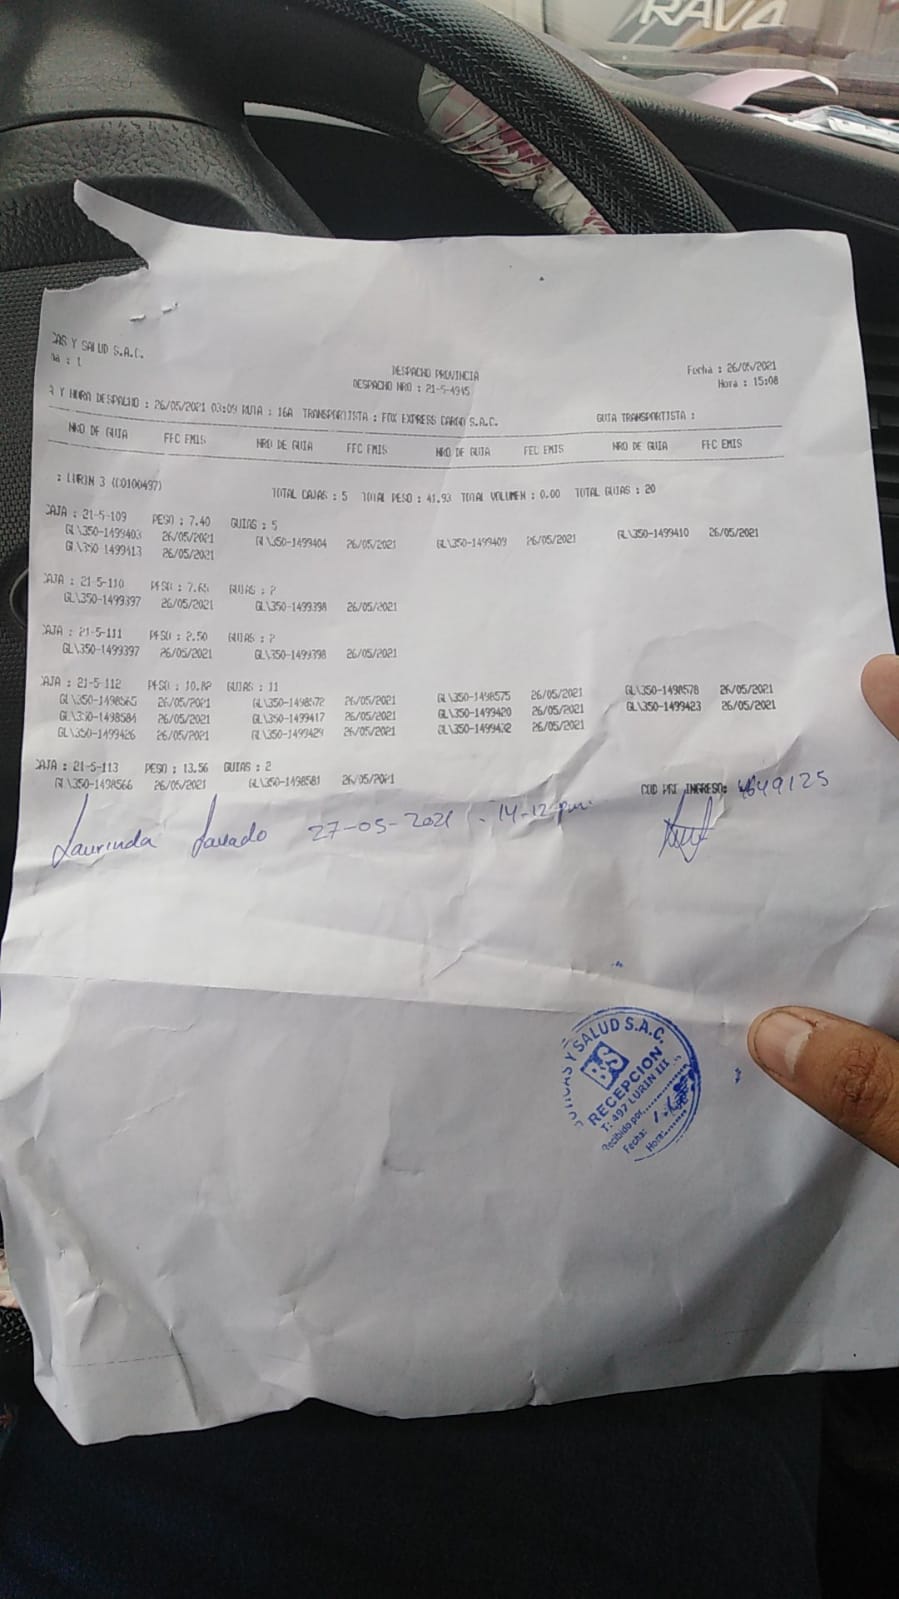 RAV4
CAS Y SALUD S.A.C.
na : 1
DESPACHO PROVINCIA
DESPACHO NRO : 21-5-4945
Fecha : 26/05/2021
Hora : 15:08
A Y HORA DESPACHO : 26/05/2021 03:09 RUTA : 16A TRANSPORTISTA : FOX EXPRESS CARGO S.A.C. GUIA TRANSPORTISTA :
NRO DE GUIA FEC EMIS NRO DE GUIA FEC EMIS NRO DE GUIA FEC EMIS NRO DE GUIA FEC EMIS
: LURIN 3 (C0100497) TOTAL CAJAS : 5 TOTAL PESO : 41.93 TOTAL VOLUMEN : 0.00 TOTAL GUIAS : 20
CAJA : 21-5-109 PESO : 7.40 GUIAS : 5
GL\350-1499403 26/05/2021 GL\350-1499404 26/05/2021 GL\350-1499409 26/05/2021 GL\350-1499410 26/05/2021
GL\350-1499413 26/05/2021
CAJA : 21-5-110 PESO : 7.65 GUIAS : 2
GL\350-1499397 26/05/2021 GL\350-1499398 26/05/2021
CAJA : 21-5-111 PESO : 2.50 GUIAS : 2
GL\350-1499397 26/05/2021 GL\350-1499398 26/05/2021
CAJA : 21-5-112 PESO : 10.82 GUIAS : 11
GL\350-1498565 26/05/2021 GL\350-1498572 26/05/2021 GL\350-1498575 26/05/2021 GL\350-1498578 26/05/2021
GL\350-1498584 26/05/2021 GL\350-1499417 26/05/2021 GL\350-1499420 26/05/2021 GL\350-1499423 26/05/2021
GL\350-1499426 26/05/2021 GL\350-1499429 26/05/2021 GL\350-1499432 26/05/2021
CAJA : 21-5-113 PESO : 13.56 GUIAS : 2
GL\350-1498566 26/05/2021 GL\350-1498581 26/05/2021
COD PRE INGRESO: 4649125
Laurinda Lavado 27-05-2021 - 14-12 pm.
BOTICAS Y SALUD S.A.C.
BS
RECEPCION
T: 497 LURIN III
Recibido por
Fecha:
Hora: